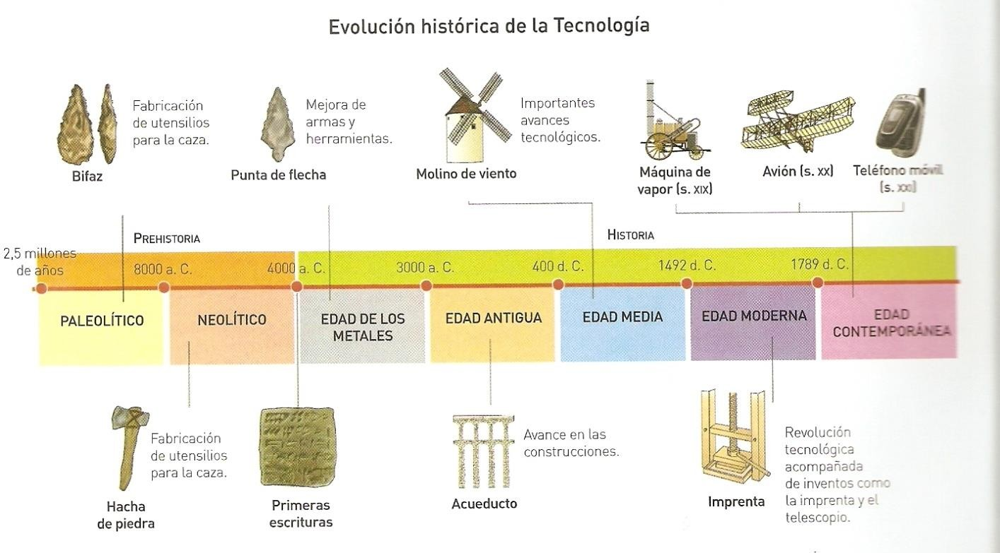 Evolución histórica de la Tecnología
Fabricación
de utensilios
para la caza.
Bifaz
Mejora de
armas y
herramientas.
Punta de flecha
Importantes
avances
tecnológicos.
Molino de viento
Máquina de
vapor (s. XIX)
Avión (s. XX)
Teléfono móvil
(s. XXI)
PREHISTORIA
HISTORIA
2,5 millones
de años
8000 a. C.
4000 a. C.
3000 a. C.
400 d. C.
1492 d. C.
1789 d. C.
PALEOLÍTICO
NEOLÍTICO
EDAD DE LOS
METALES
EDAD ANTIGUA
EDAD MEDIA
EDAD MODERNA
EDAD
CONTEMPORÁNEA
Fabricación
de utensilios
para la caza.
Hacha
de piedra
Primeras
escrituras
Avance en las
construcciones.
Acueducto
Imprenta
Revolución
tecnológica
acompañada
de inventos como
la imprenta y el
telescopio.